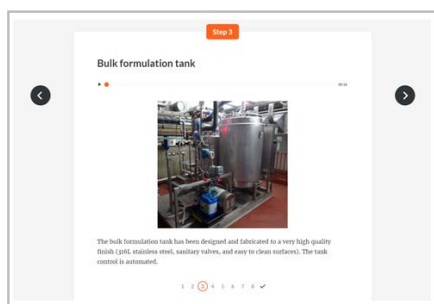 Step 3
Bulk formulation tank
The bulk formulation tank has been designed and fabricated to a very high quality
finish (316L stainless steel, sanitary valves, and easy to clean surfaces). The tank
control is automated.
1 2 3 4 5 6 7 8